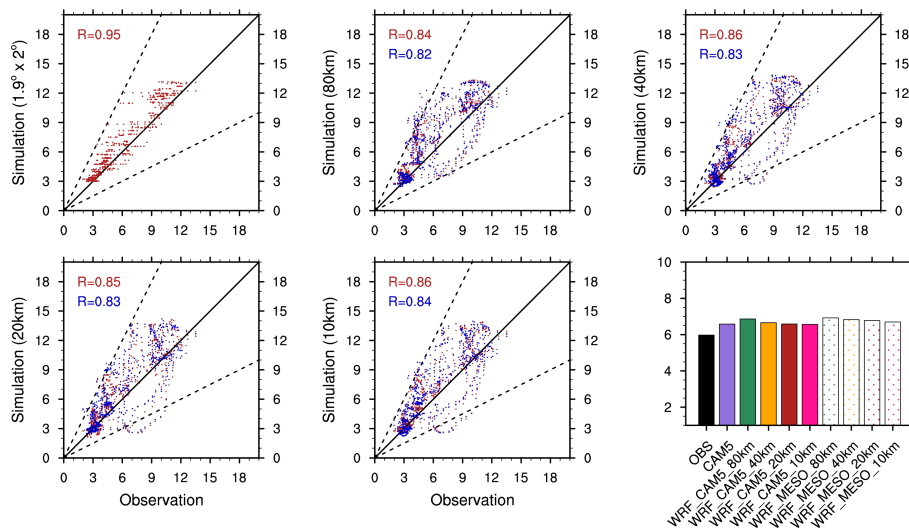 Simulation (1.9° x 2°)
R=0.95
0 3 6 9 12 15 18
0 3 6 9 12 15 18
0 3 6 9 12 15 18
Simulation (80km)
R=0.84
R=0.82
0 3 6 9 12 15 18
0 3 6 9 12 15 18
0 3 6 9 12 15 18
Simulation (40km)
R=0.86
R=0.83
0 3 6 9 12 15 18
0 3 6 9 12 15 18
0 3 6 9 12 15 18
Simulation (20km)
R=0.85
R=0.83
0 3 6 9 12 15 18
0 3 6 9 12 15 18
0 3 6 9 12 15 18
Observation
Simulation (10km)
R=0.86
R=0.84
0 3 6 9 12 15 18
0 3 6 9 12 15 18
0 3 6 9 12 15 18
Observation
10
8
6
4
2
OBS
CAM5
WRF_CAM5_80km
WRF_CAM5_40km
WRF_CAM5_20km
WRF_CAM5_10km
WRF_MESO_80km
WRF_MESO_40km
WRF_MESO_20km
WRF_MESO_10km